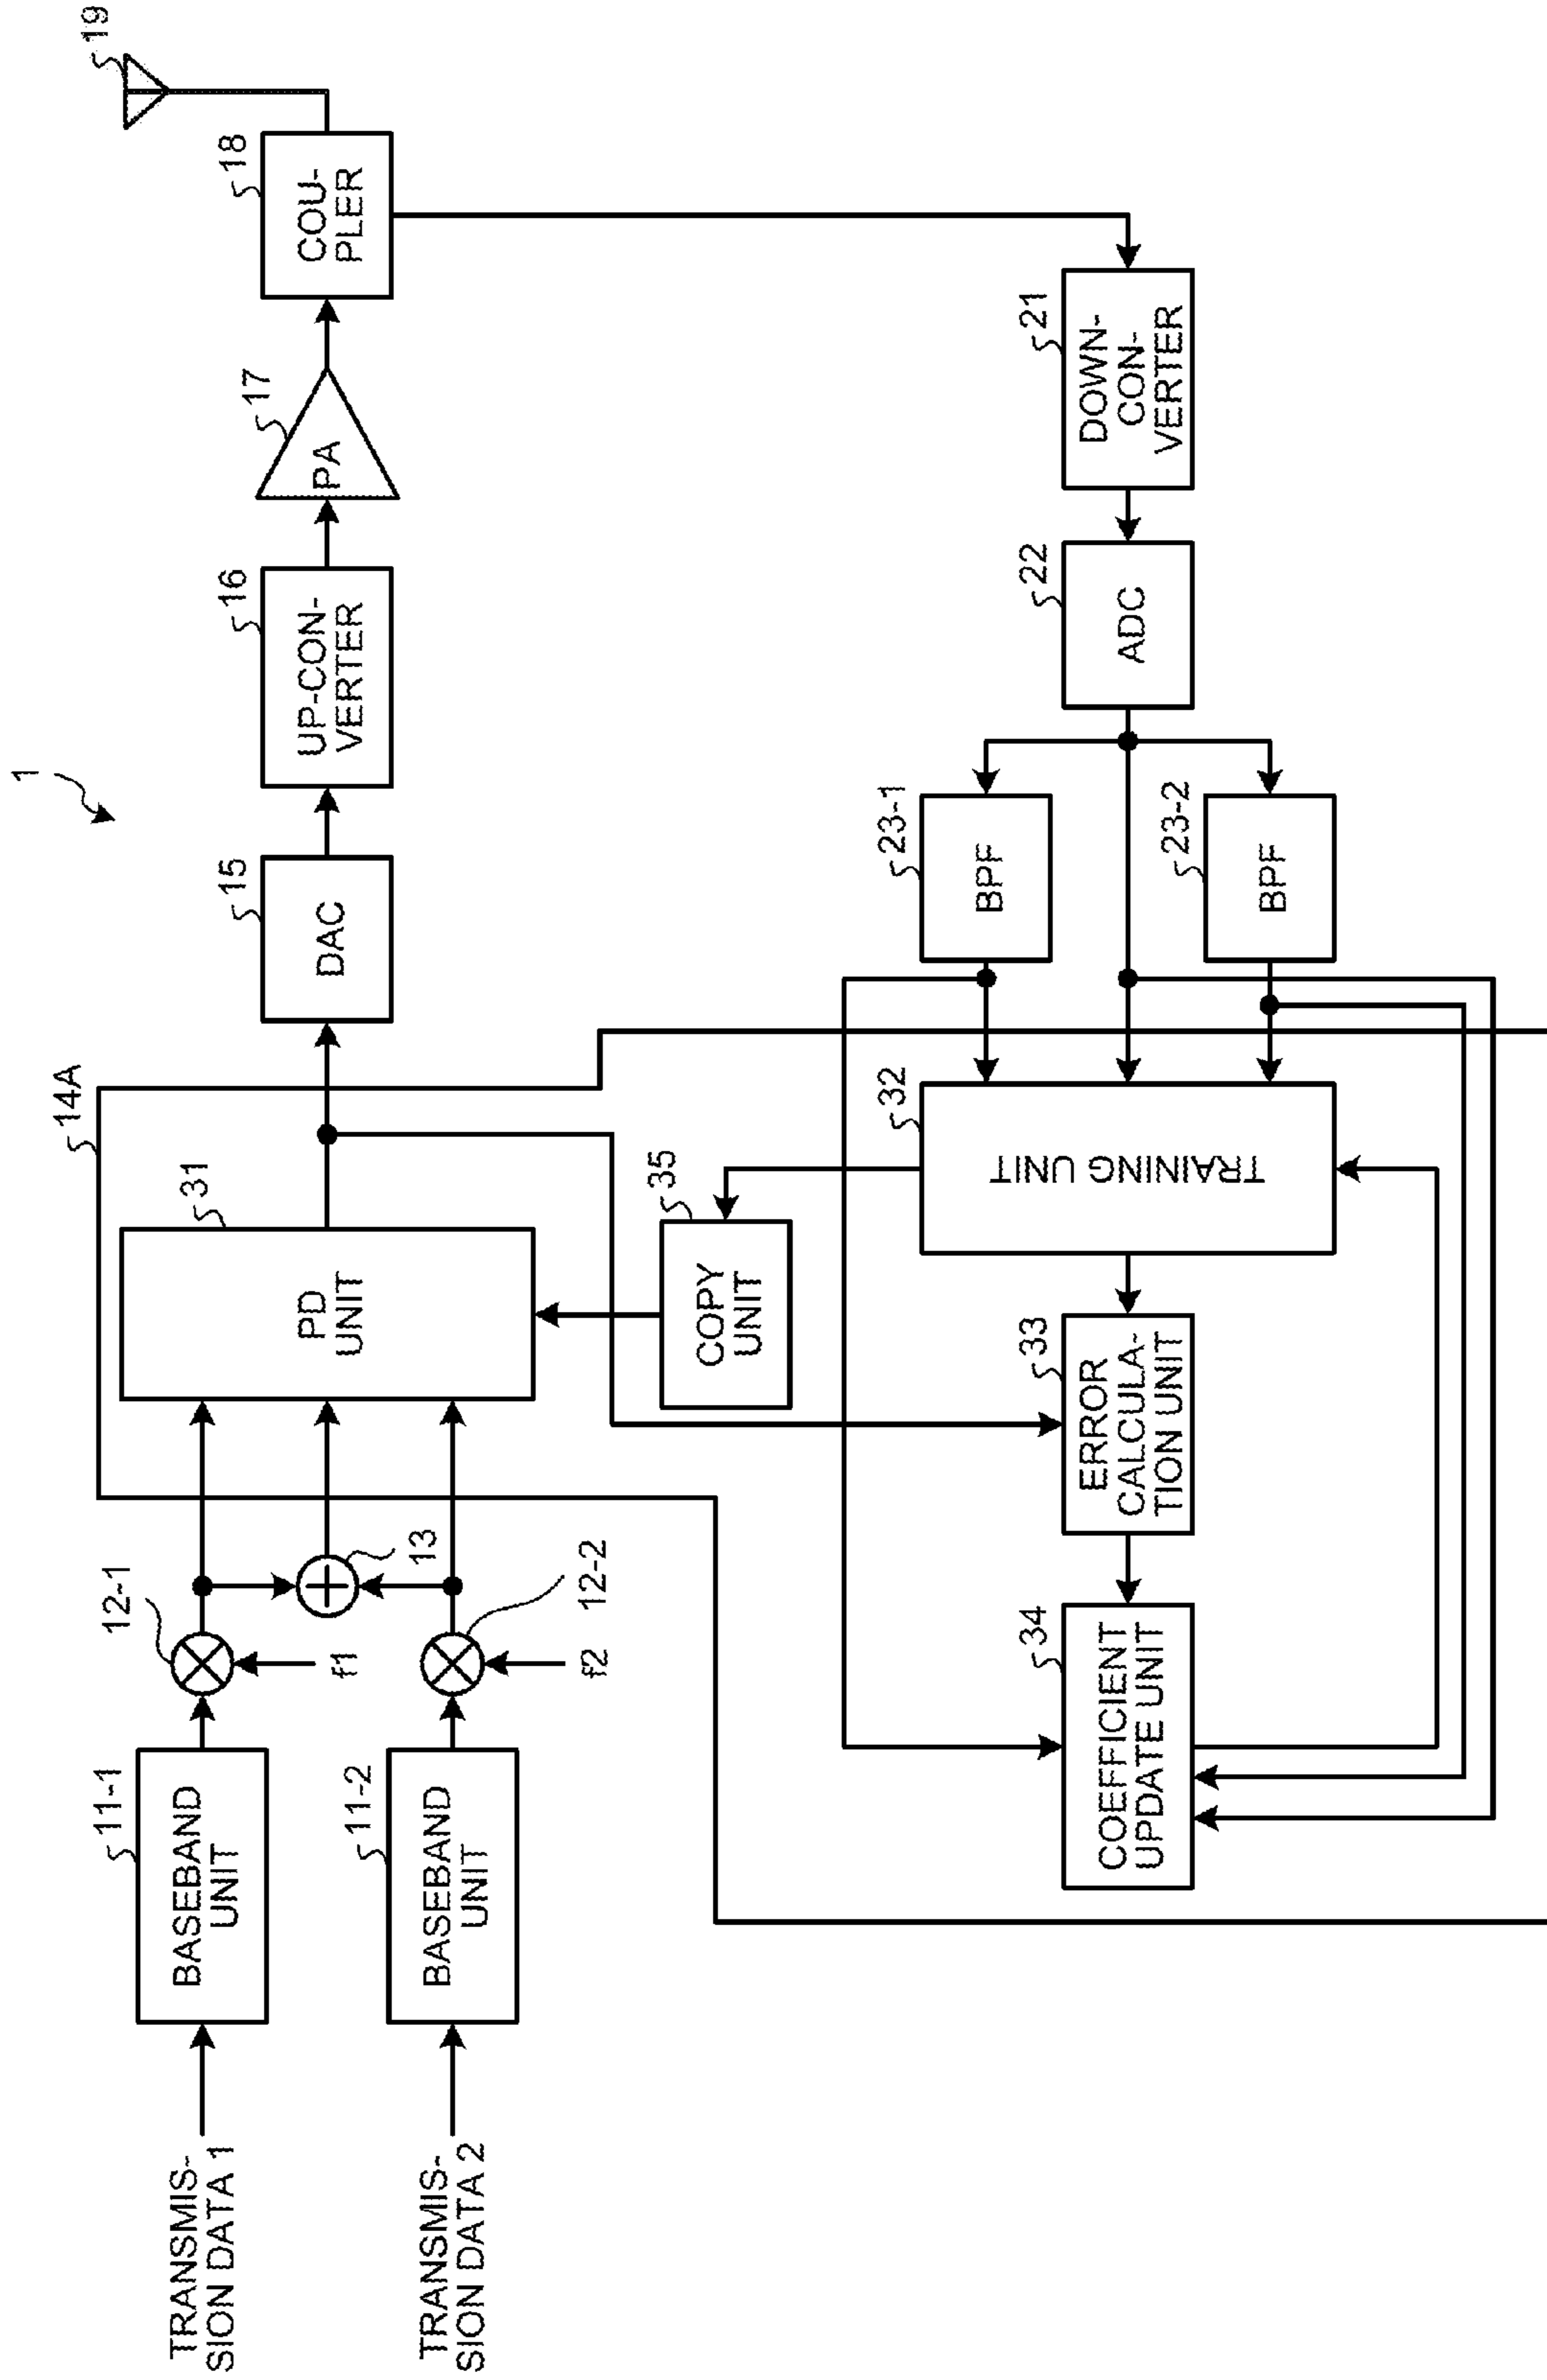 1
TRANSMIS-
SION DATA 1
TRANSMIS-
SION DATA 2
11-1
BASEBAND
UNIT
11-2
BASEBAND
UNIT
12-1
f1
12-2
f2
13
14A
31
PD
UNIT
15
DAC
16
UP-CON-
VERTER
17
PA
18
COU-
PLER
19
35
COPY
UNIT
34
COEFFICIENT
UPDATE UNIT
33
ERROR
CALCULA-
TION UNIT
32
TRAINING UNIT
23-1
BPF
23-2
BPF
22
ADC
21
DOWN-
CON-
VERTER